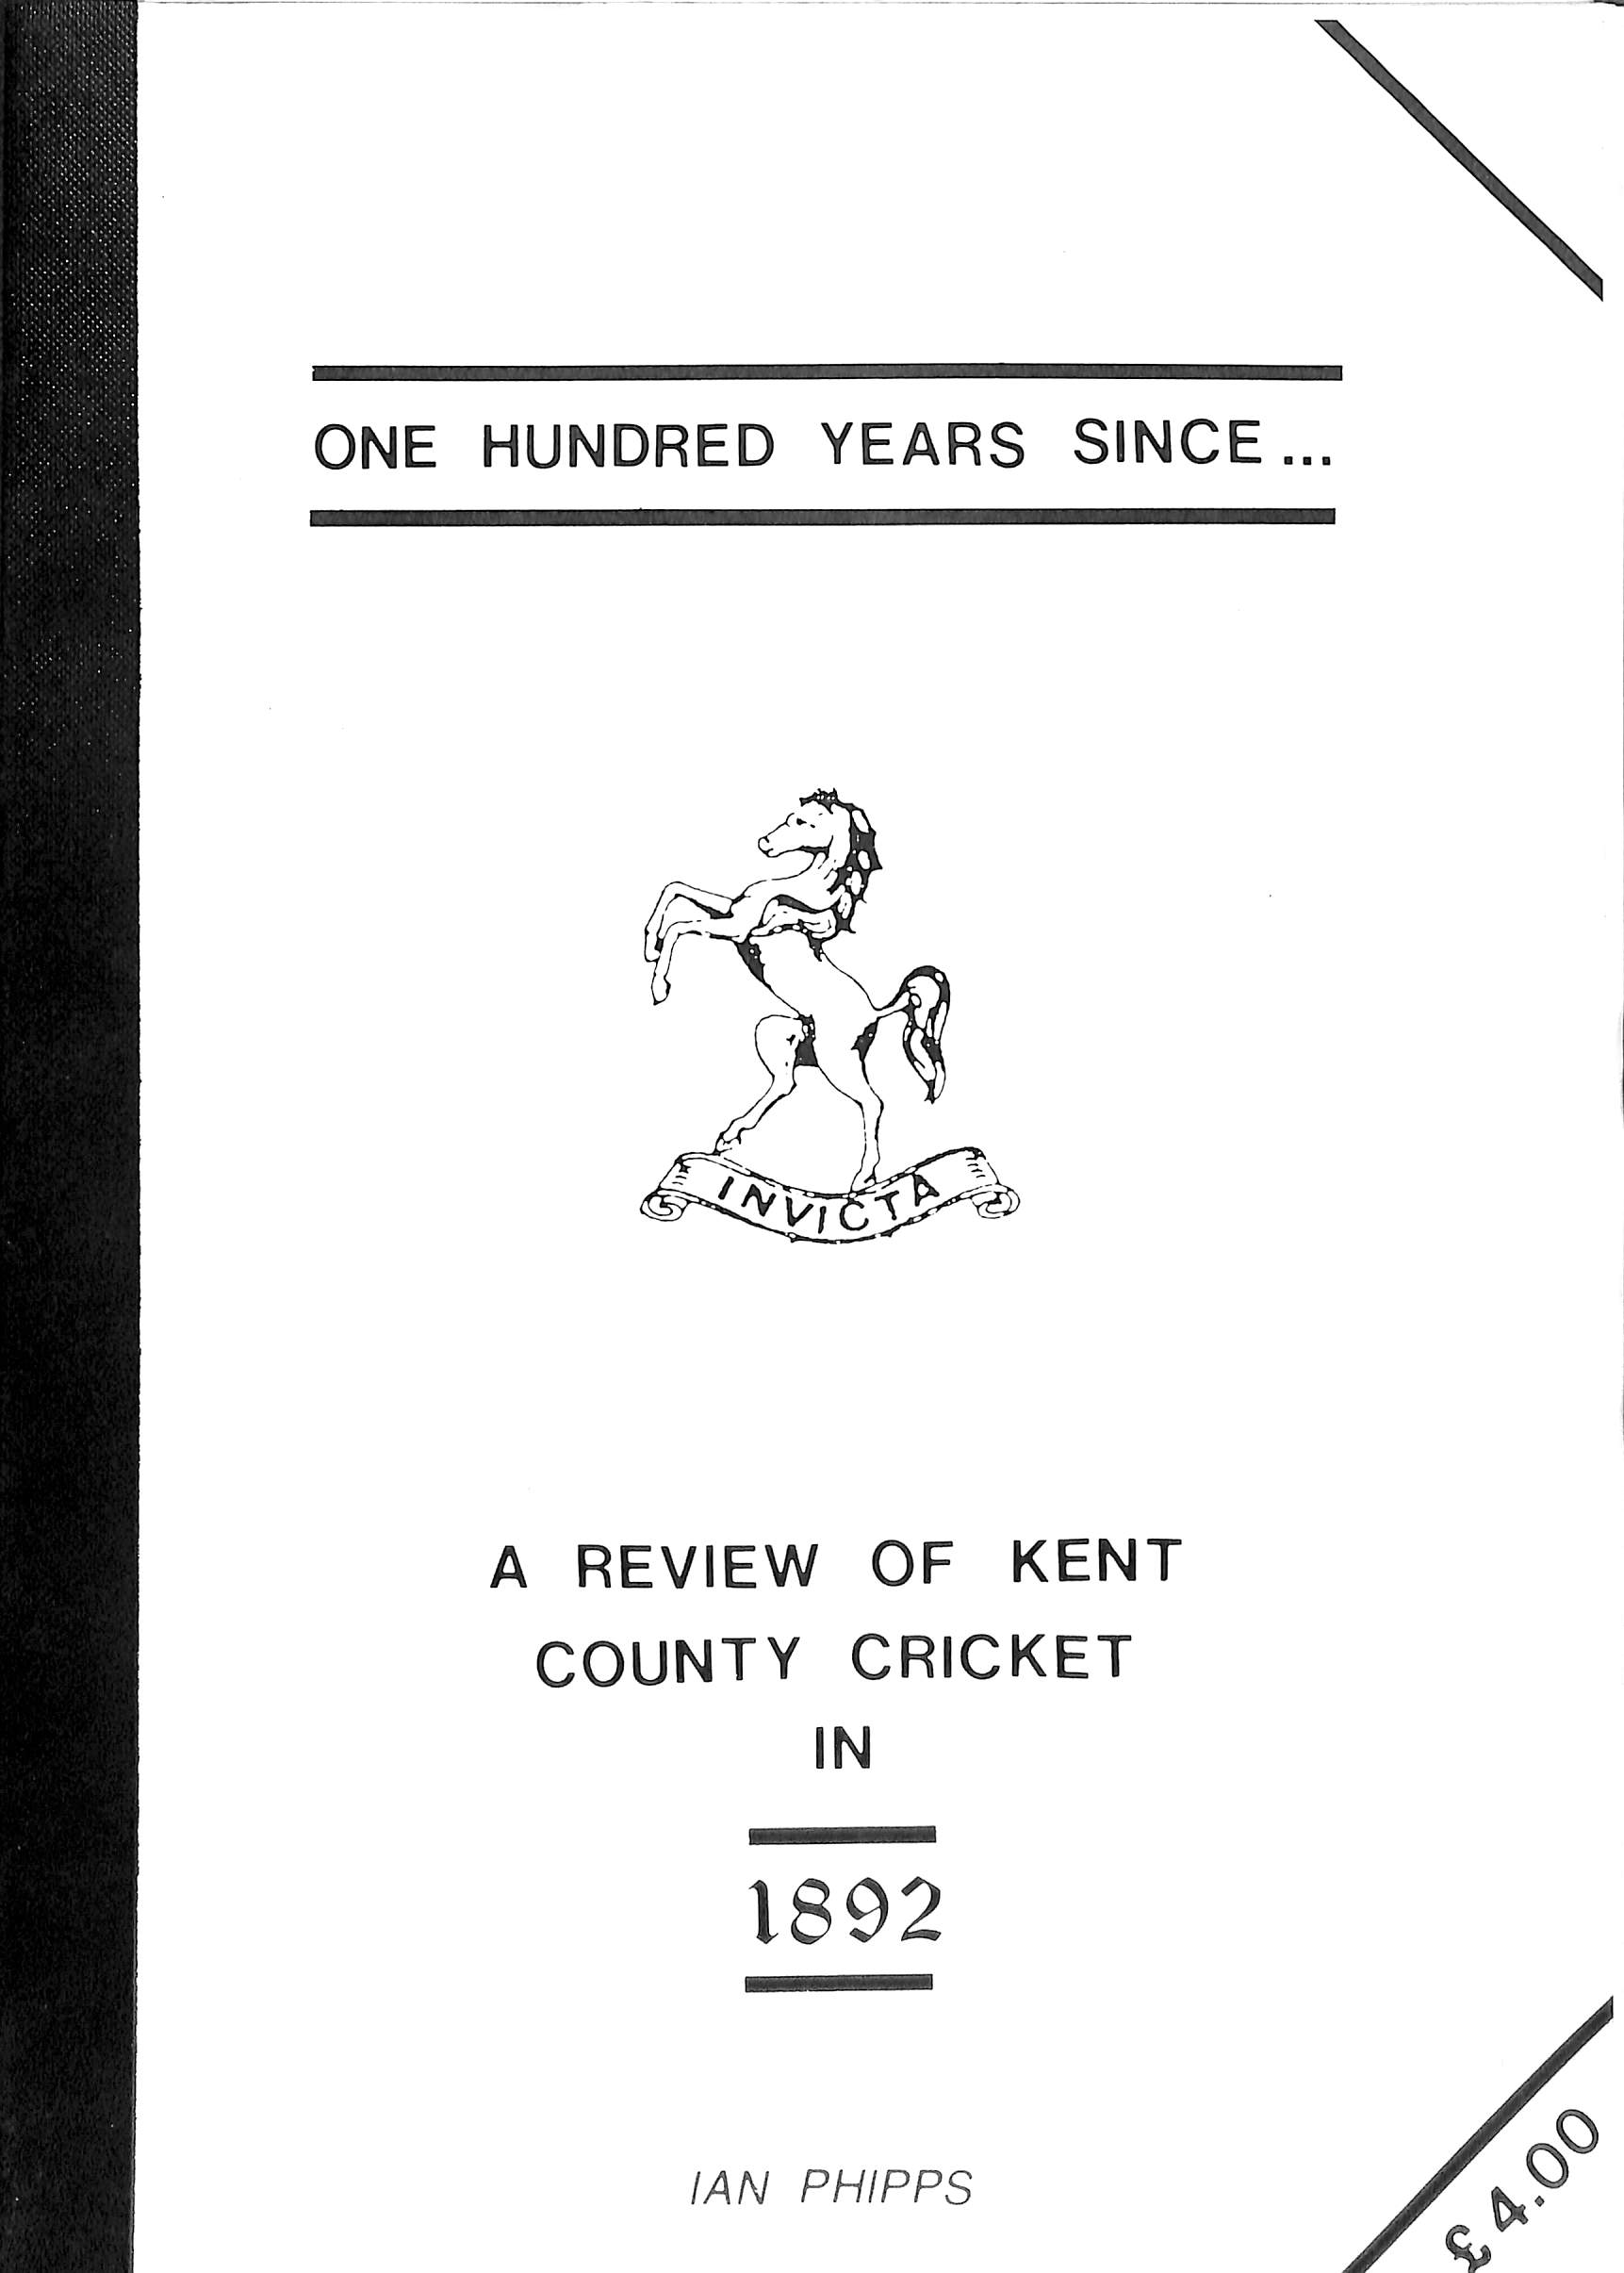 ONE HUNDRED YEARS SINCE...
INVICTA
A REVIEW OF KENT
COUNTY CRICKET
IN
1892
IAN PHIPPS
£4.00